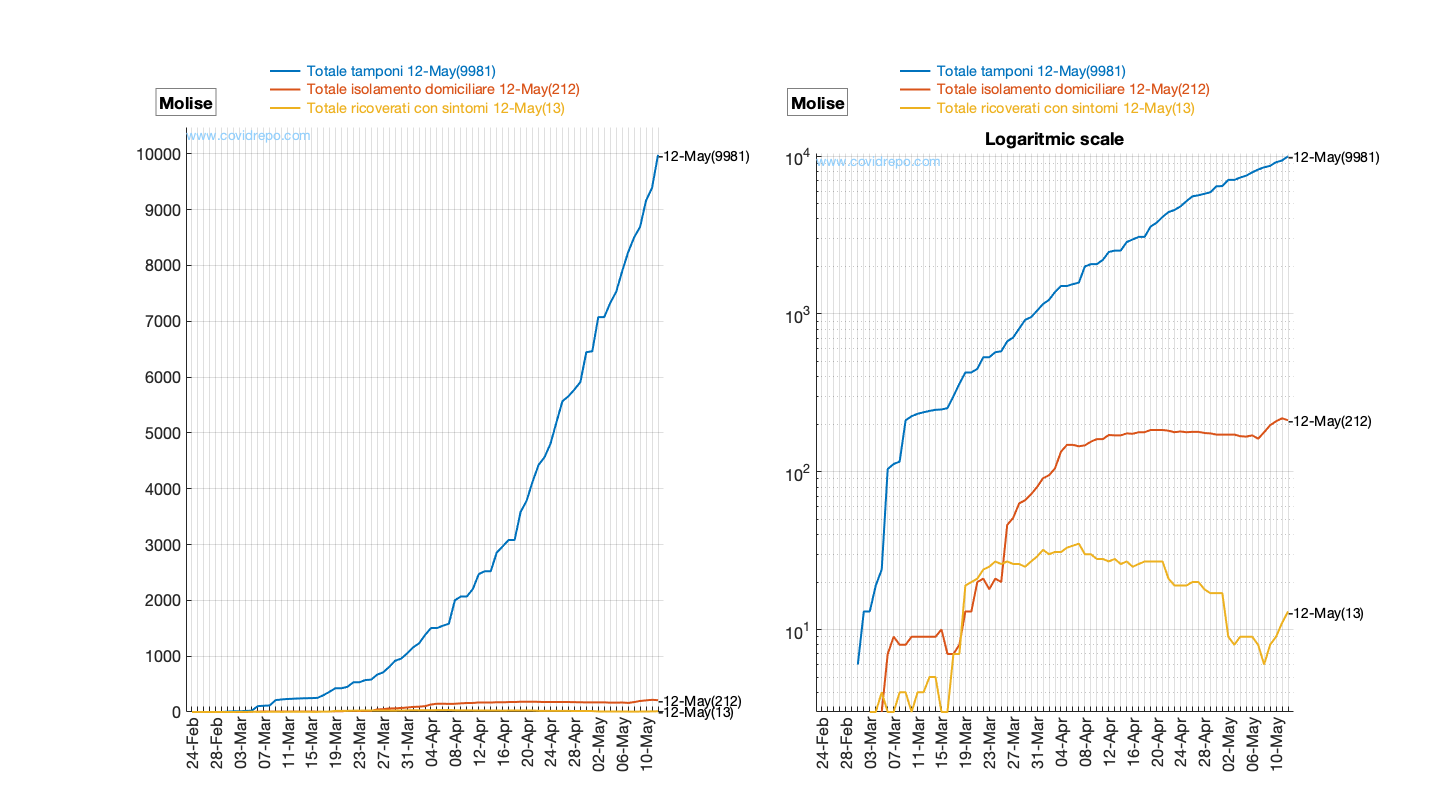 Totale tamponi 12-May(9981)
Totale isolamento domiciliare 12-May(212)
Totale ricoverati con sintomi 12-May(13)
Molise
www.covidrepo.com
10000
9000
8000
7000
6000
5000
4000
3000
2000
1000
0
12-May(9981)
12-May(212)
12-May(13)
24-Feb
28-Feb
03-Mar
07-Mar
11-Mar
15-Mar
19-Mar
23-Mar
27-Mar
31-Mar
04-Apr
08-Apr
12-Apr
16-Apr
20-Apr
24-Apr
28-Apr
02-May
06-May
10-May
Totale tamponi 12-May(9981)
Totale isolamento domiciliare 12-May(212)
Totale ricoverati con sintomi 12-May(13)
Molise
Logaritmic scale
www.covidrepo.com
10^4
10^3
10^2
10^1
12-May(9981)
12-May(212)
12-May(13)
24-Feb
28-Feb
03-Mar
07-Mar
11-Mar
15-Mar
19-Mar
23-Mar
27-Mar
31-Mar
04-Apr
08-Apr
12-Apr
16-Apr
20-Apr
24-Apr
28-Apr
02-May
06-May
10-May